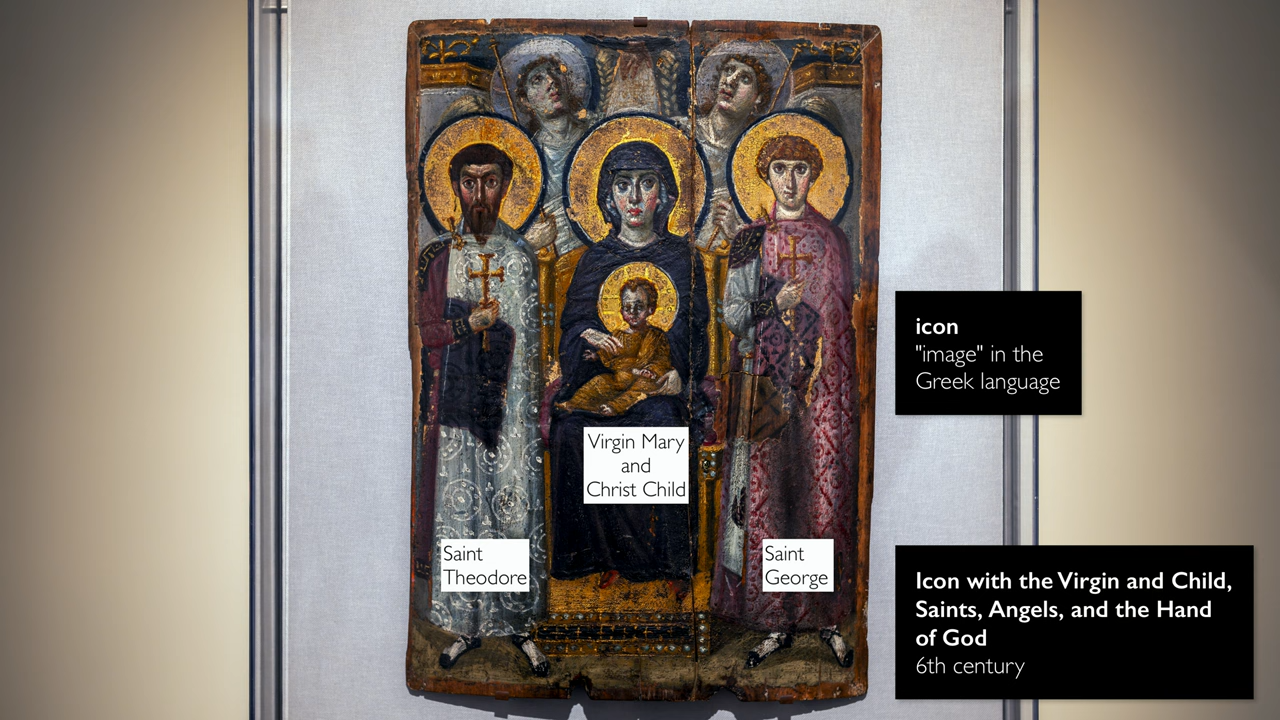 Virgin Mary
and
Christ Child
Saint
Theodore
Saint
George
icon
"image" in the
Greek language
Icon with the Virgin and Child,
Saints, Angels, and the Hand
of God
6th century